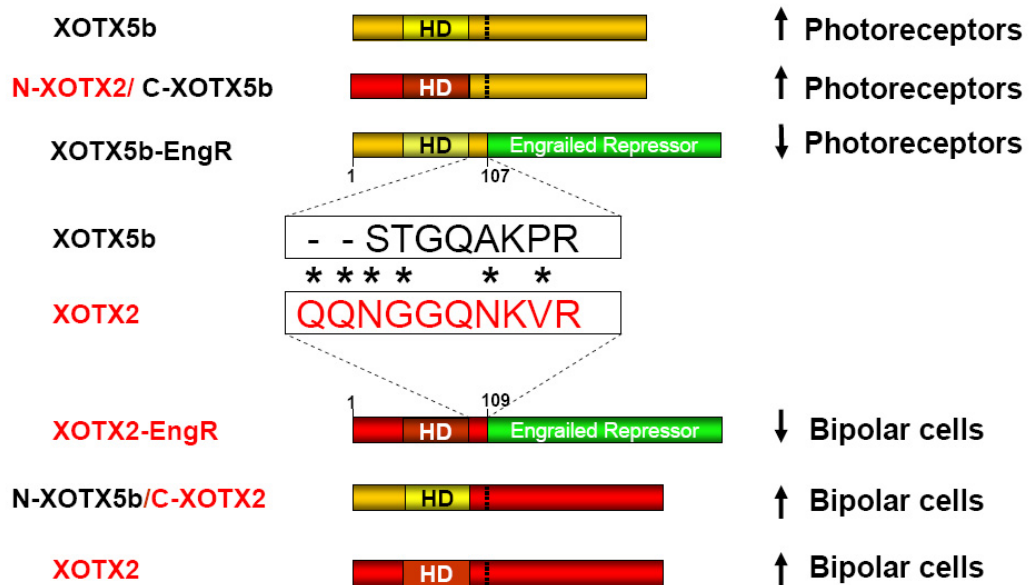 XOTX5b HD ↑ Photoreceptors
N-XOTX2/ C-XOTX5b HD ↑ Photoreceptors
XOTX5b-EngR HD Engrailed Repressor ↓ Photoreceptors
1 107
XOTX5b - - STGQAKPR
* * * * * *
XOTX2 QQNGGQNKVR
1 109
XOTX2-EngR HD Engrailed Repressor ↓ Bipolar cells
N-XOTX5b/C-XOTX2 HD ↑ Bipolar cells
XOTX2 HD ↑ Bipolar cells